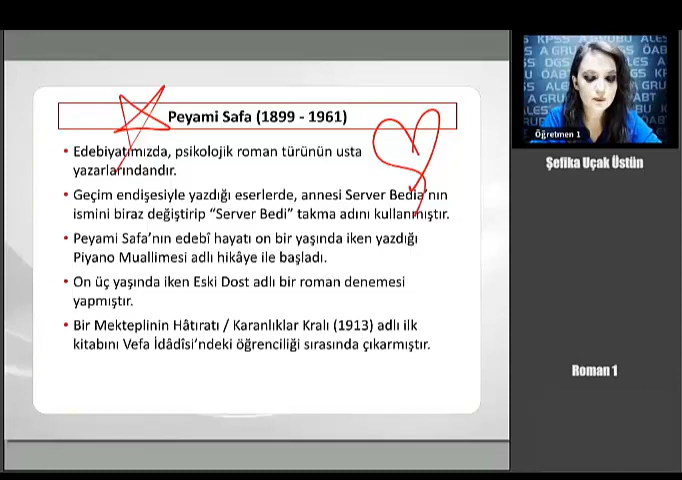 Peyami Safa (1899 - 1961)
• Edebiyatımızda, psikolojik roman türünün usta
yazarlarındandır.
• Geçim endişesiyle yazdığı eserlerde, annesi Server Bedia'nın
ismini biraz değiştirip "Server Bedi" takma adını kullanmıştır.
• Peyami Safa'nın edebî hayatı on bir yaşında iken yazdığı
Piyano Muallimesi adlı hikâye ile başladı.
• On üç yaşında iken Eski Dost adlı bir roman denemesi
yapmıştır.
• Bir Mekteplinin Hâtıratı / Karanlıklar Kralı (1913) adlı ilk
kitabını Vefa İdâdîsi'ndeki öğrenciliği sırasında çıkarmıştır.
Öğretmen 1
Şefika Uçak Üstün
Roman 1